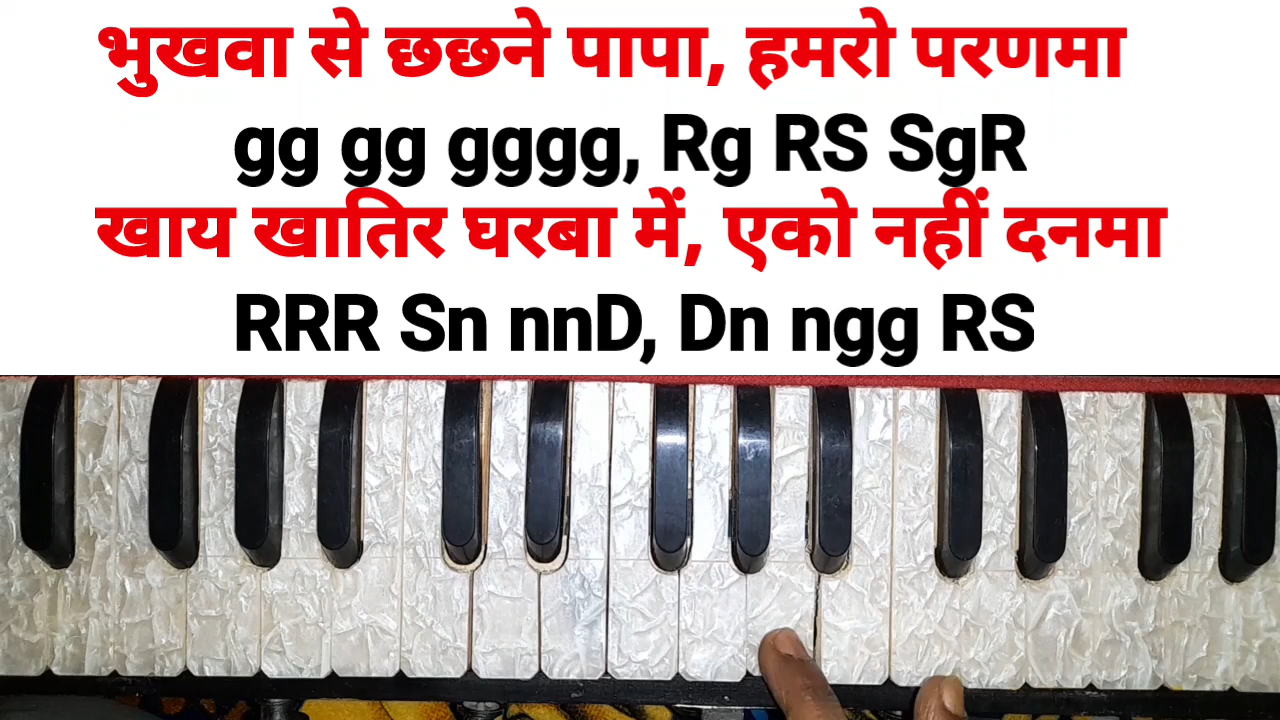 भुखवा से छछने पापा, हमरो परणमा
gg gg gggg, Rg RS SgR
खाय खातिर घरबा में, एको नहीं दनमा
RRR Sn nnD, Dn ngg RS